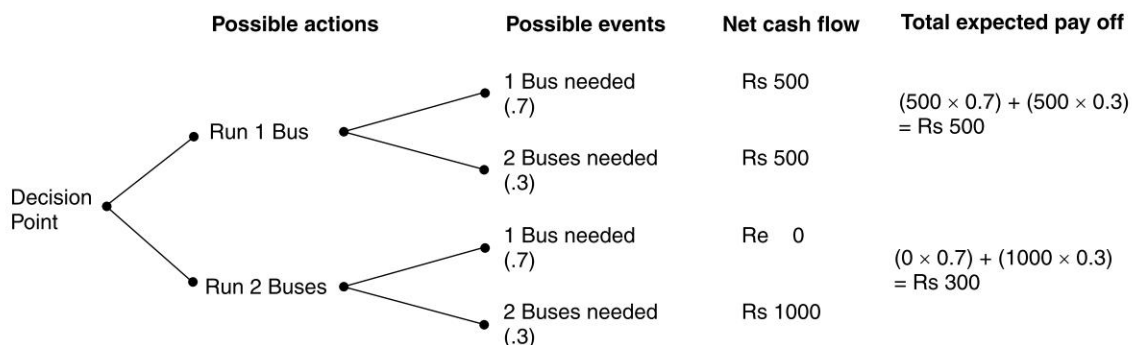 Possible actions Possible events Net cash flow Total expected pay off
1 Bus needed Rs 500
(.7)
(500 × 0.7) + (500 × 0.3)
= Rs 500
Run 1 Bus
2 Buses needed Rs 500
(.3)
Decision
Point
1 Bus needed Re 0
(.7)
(0 × 0.7) + (1000 × 0.3)
= Rs 300
Run 2 Buses
2 Buses needed Rs 1000
(.3)